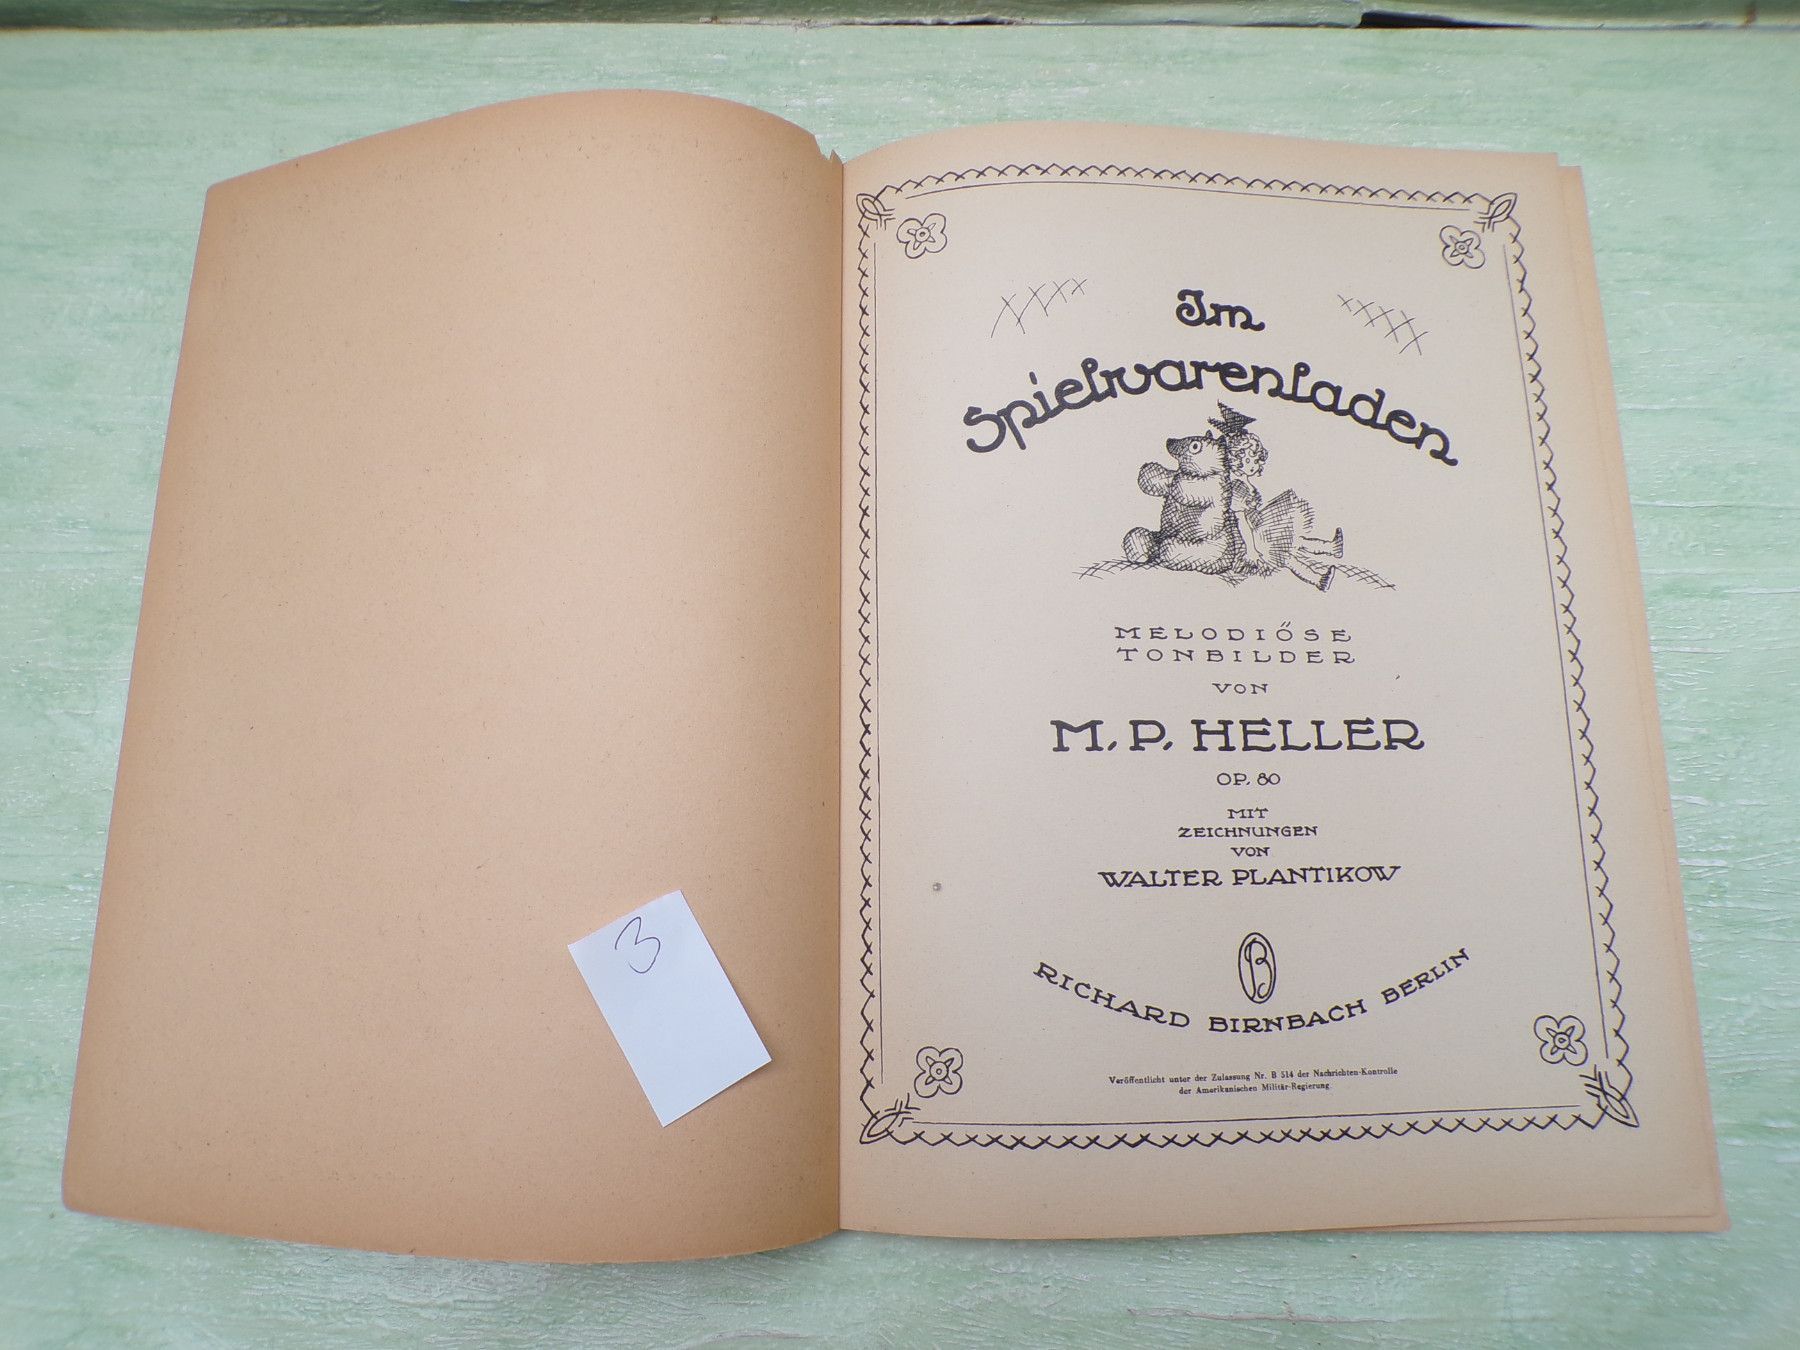 3
Im
Spielwarenladen
MELODIÖSE
TONBILDER
VON
M. P. HELLER
OP. 80
MIT
ZEICHNUNGEN
VON
WALTER PLANTIKOW
B
RICHARD BIRNBACH BERLIN
Veröffentlicht unter der Zulassung Nr. B 514 der Nachrichten-Kontrolle
der Amerikanischen Militär-Regierung